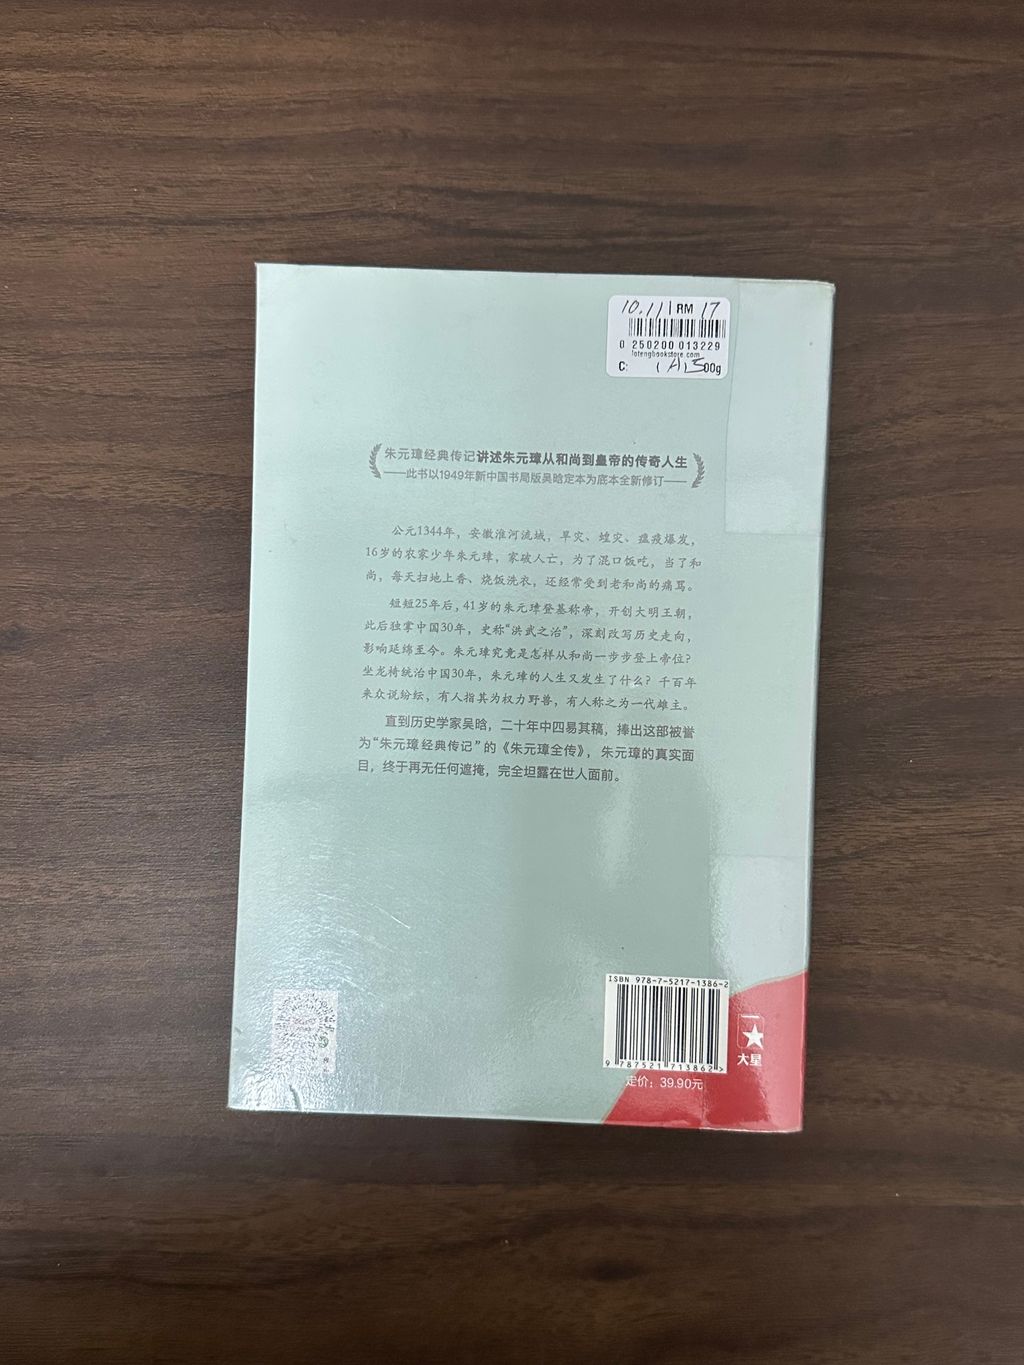 10.11 RM 17
0 250200 013229
lotengbookstore.com
C: 00g
朱元璋经典传记讲述朱元璋从和尚到皇帝的传奇人生
——此书以1949年新中国书局版吴晗定本为底本全新修订——
公元1344年，安徽淮河流域，旱灾、蝗灾、瘟疫爆发，
16岁的农家少年朱元璋，家破人亡，为了混口饭吃，当了和
尚，每天扫地上香、烧饭洗衣，还经常受到老和尚的痛骂。
短短25年后，41岁的朱元璋登基称帝，开创大明王朝，
此后独掌中国30年，史称“洪武之治”，深刻改写历史走向，
影响延绵至今。朱元璋究竟是怎样从和尚一步步登上帝位？
坐龙椅统治中国30年，朱元璋的人生又发生了什么？千百年
来众说纷纭，有人指其为权力野兽，有人称之为一代雄主。
直到历史学家吴晗，二十年中四易其稿，捧出这部被誉
为“朱元璋经典传记”的《朱元璋全传》，朱元璋的真实面
目，终于再无任何遮掩，完全坦露在世人面前。
ISBN 978-7-5217-1386-2
9 787521 713862 >
定价：39.90元
大星